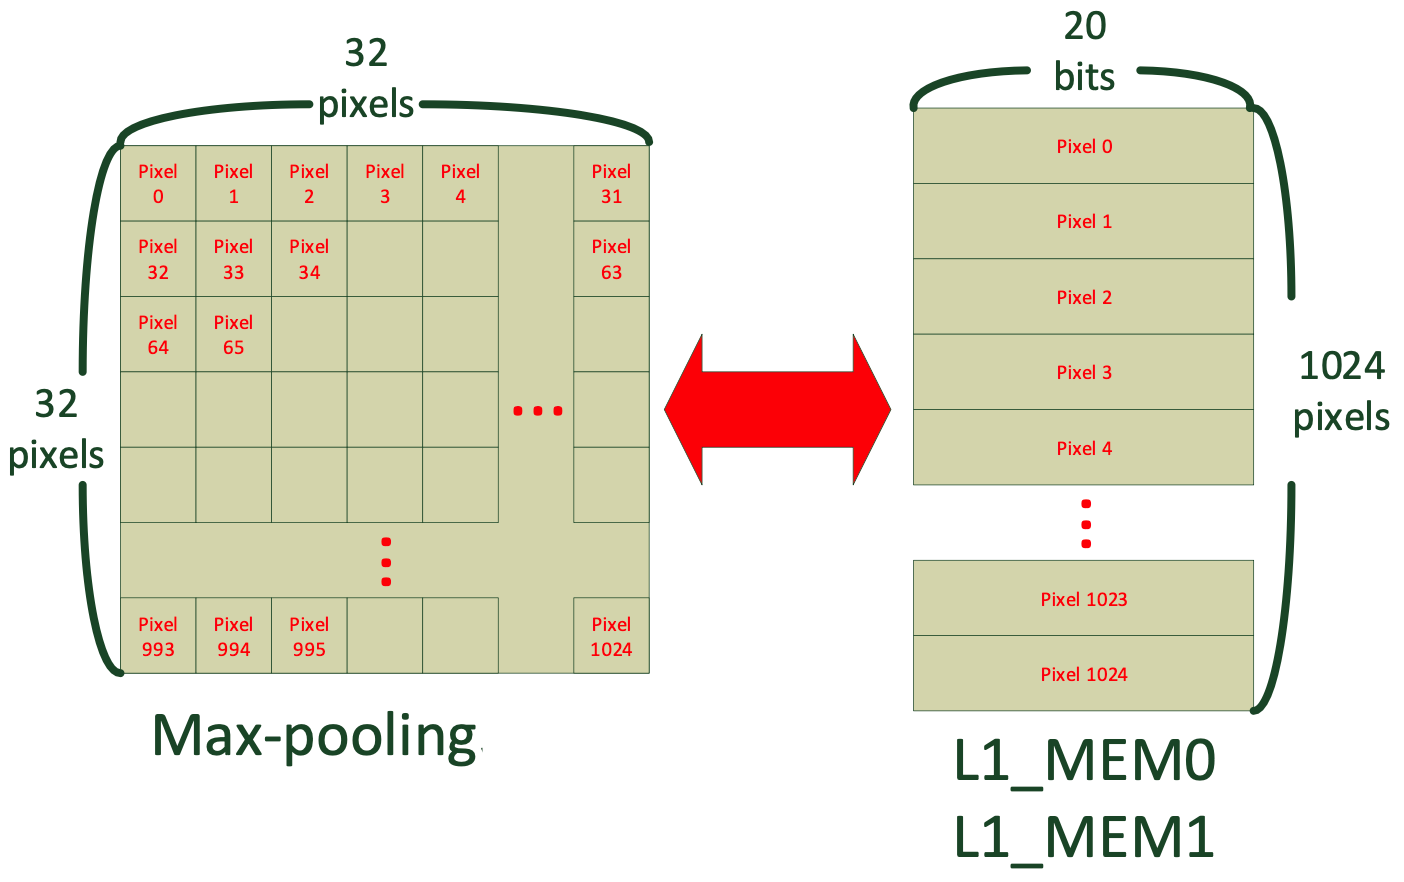 32
pixels
20
bits
Pixel
0
Pixel
1
Pixel
2
Pixel
3
Pixel
4
Pixel
31
Pixel
32
Pixel
33
Pixel
34
Pixel
63
Pixel
64
Pixel
65
32
pixels
...
Pixel
993
Pixel
994
Pixel
995
Pixel
1024
Max-pooling
Pixel 0
Pixel 1
Pixel 2
Pixel 3
Pixel 4
Pixel 1023
Pixel 1024
1024
pixels
L1_MEM0
L1_MEM1